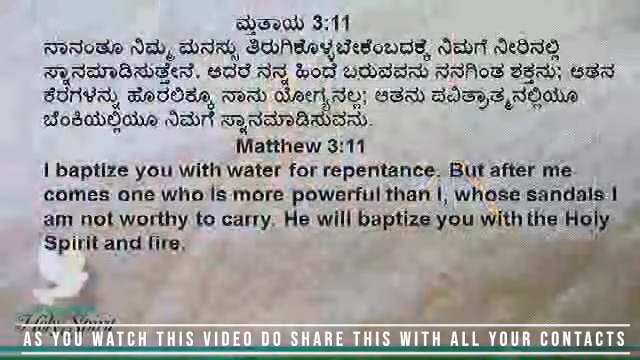 ಮತ್ತಾಯ 3:11
ನಾನಂತೂ ನಿಮ್ಮ ಮನಸ್ಸು ತಿರುಗಿಕೊಳ್ಳಬೇಕೆಂಬದಕ್ಕೆ ನಿಮಗೆ ನೀರಿನಲ್ಲಿ
ಸ್ನಾನಮಾಡಿಸುತ್ತೇನೆ. ಆದರೆ ನನ್ನ ಹಿಂದೆ ಬರುವವನು ನನಗಿಂತ ಶಕ್ತನು; ಆತನ
ಕೆರಗಳನ್ನು ಹೊರಲಿಕ್ಕೂ ನಾನು ಯೋಗ್ಯನಲ್ಲ; ಆತನು ಪವಿತ್ರಾತ್ಮನಲ್ಲಿಯೂ
ಬೆಂಕಿಯಲ್ಲಿಯೂ ನಿಮಗೆ ಸ್ನಾನಮಾಡಿಸುವನು.
Matthew 3:11
I baptize you with water for repentance. But after me
comes one who is more powerful than I, whose sandals I
am not worthy to carry. He will baptize you with the Holy
Spirit and fire.
Holy Spirit
AS YOU WATCH THIS VIDEO DO SHARE THIS WITH ALL YOUR CONTACTS